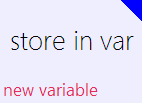 store in var
new variable